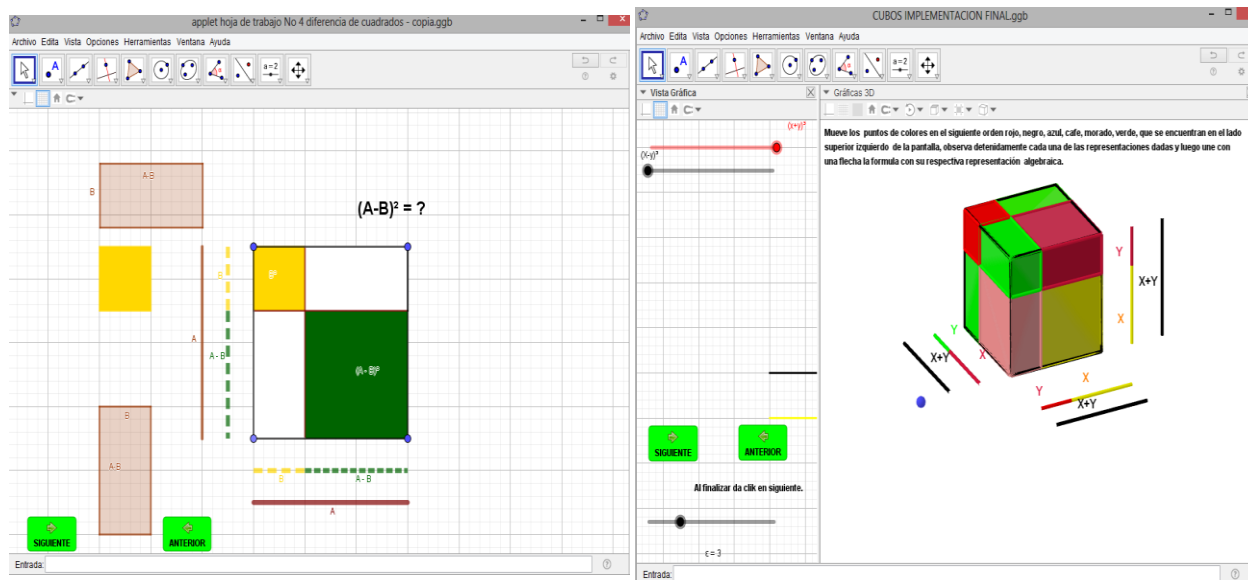 applet hoja de trabajo No 4 diferencia de cuadrados - copia.ggb
Archivo Edita Vista Opciones Herramientas Ventana Ayuda
A
a=2
A-B
B
(A-B)² = ?
B
B²
A
A - B
(A - B)²
B
A-B
B
A - B
A
SIGUIENTE
ANTERIOR
Entrada:
CUBOS IMPLEMENTACION FINAL.ggb
Archivo Edita Vista Opciones Herramientas Ventana Ayuda
A
a=2
Vista Gráfica
Gráficas 3D
(x+y)³
(X-y)³
Mueve los puntos de colores en el siguiente orden rojo, negro, azul, cafe, morado, verde, que se encuentran en el lado
superior izquierdo de la pantalla, observa detenidamente cada una de las representaciones dadas y luego une con
una flecha la formula con su respectiva representación algebraica.
Y
X+Y
X
Y
X+Y
X
X
Y
X+Y
SIGUIENTE
ANTERIOR
Al finalizar da clik en siguiente.
c = 3
Entrada: